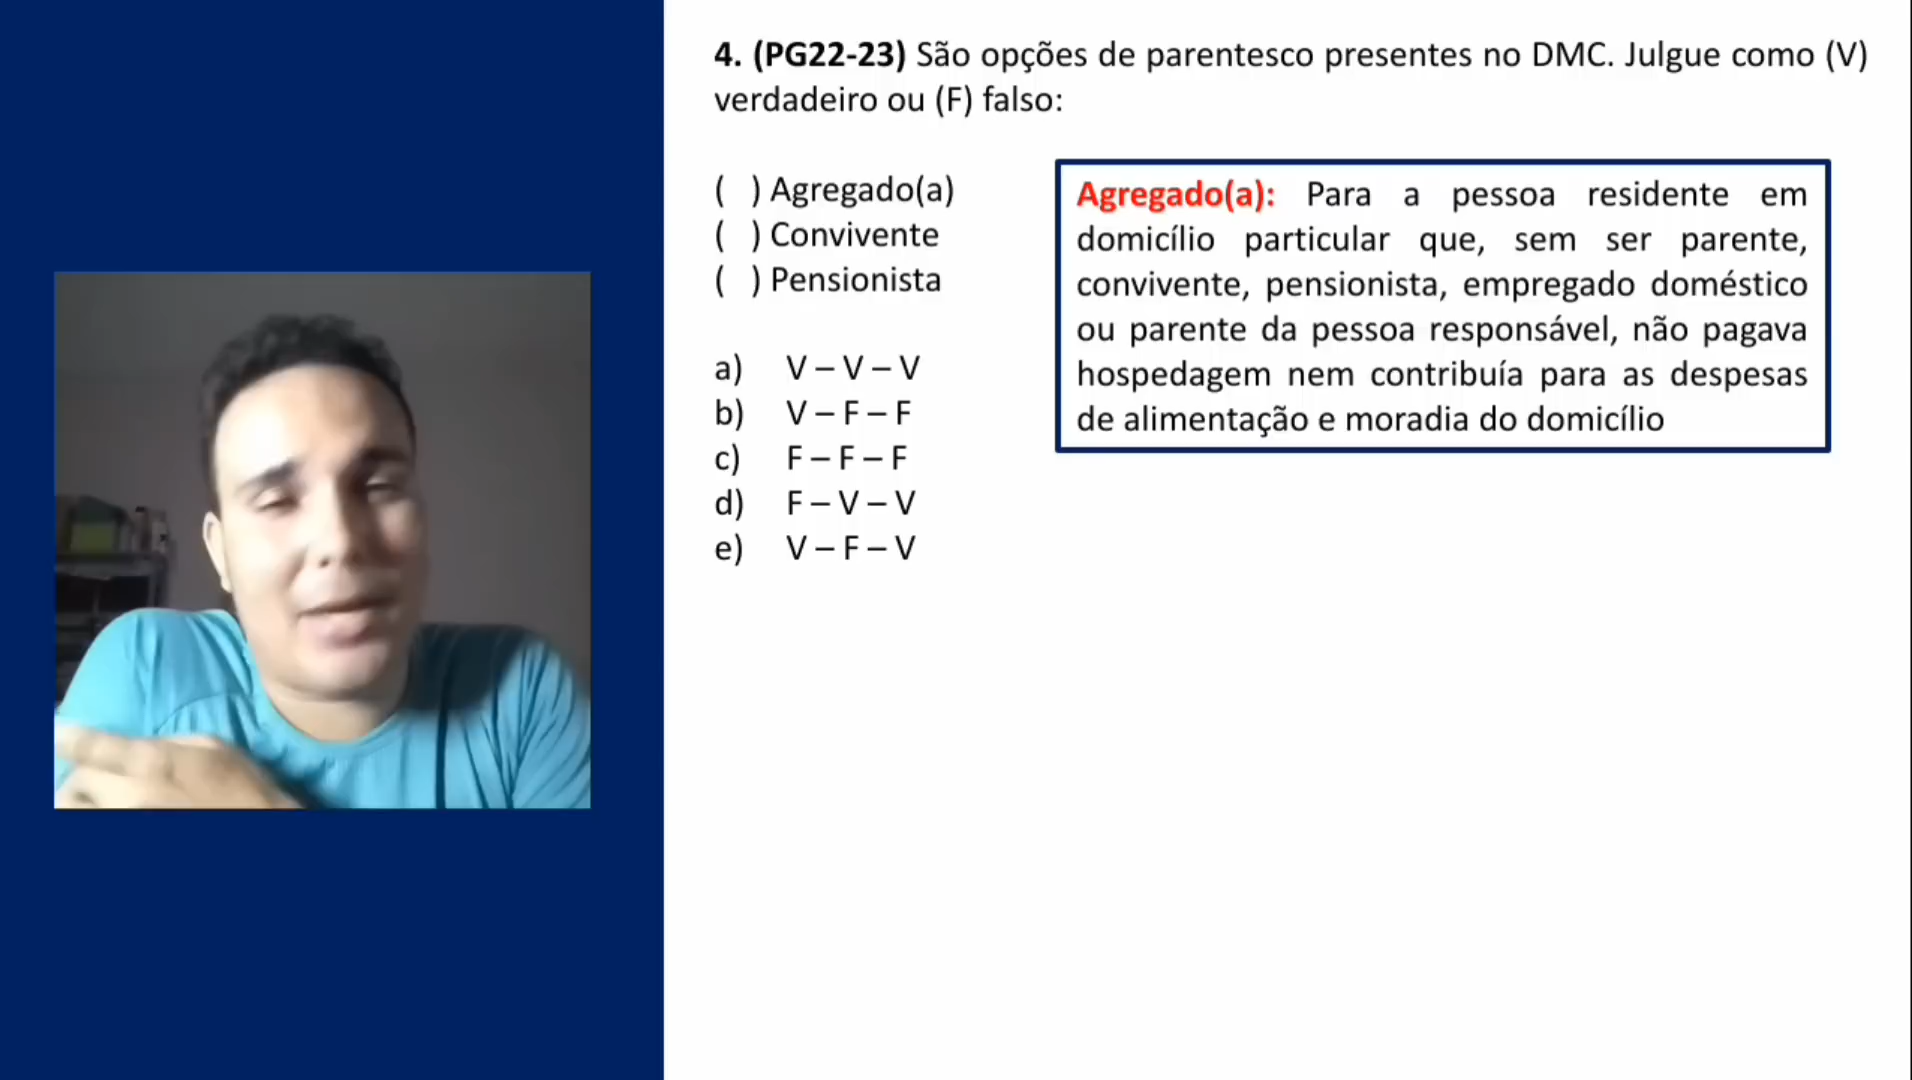 4. (PG22-23) São opções de parentesco presentes no DMC. Julgue como (V)
verdadeiro ou (F) falso:
( ) Agregado(a)
( ) Convivente
( ) Pensionista
a) V – V – V
b) V – F – F
c) F – F – F
d) F – V – V
e) V – F – V
Agregado(a): Para a pessoa residente em
domicílio particular que, sem ser parente,
convivente, pensionista, empregado doméstico
ou parente da pessoa responsável, não pagava
hospedagem nem contribuía para as despesas
de alimentação e moradia do domicílio